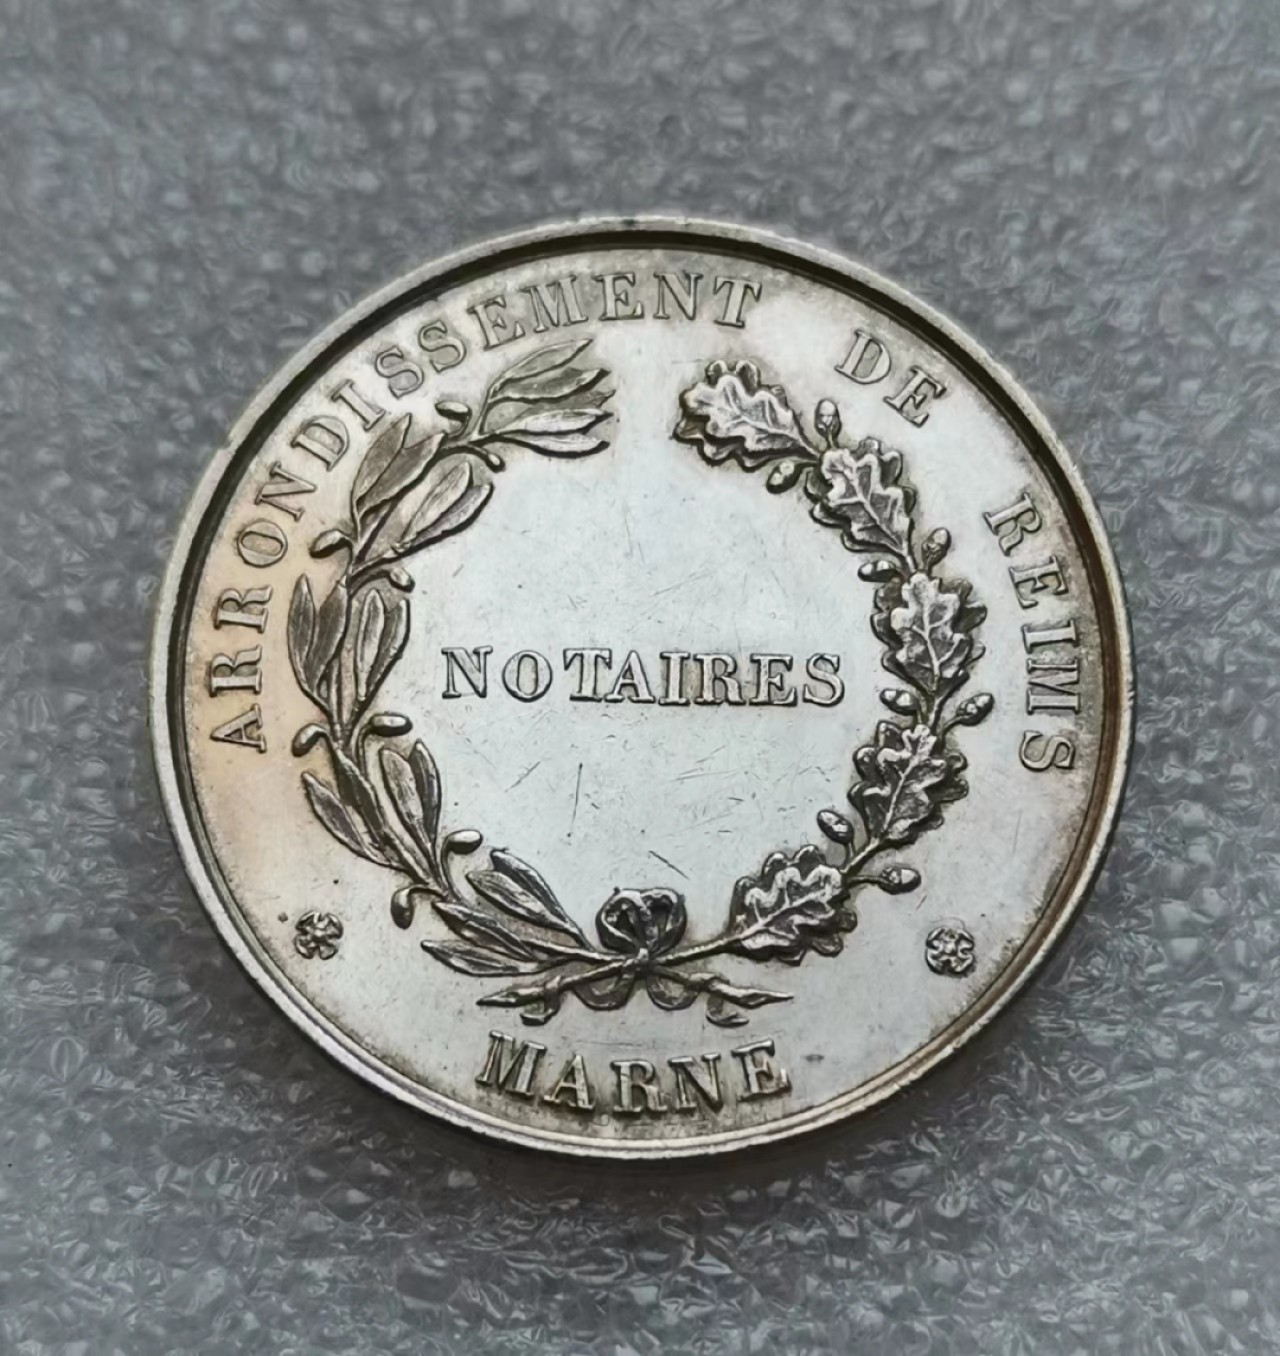 ARRONDISSEMENT DE REIMS
NOTAIRES
MARNE